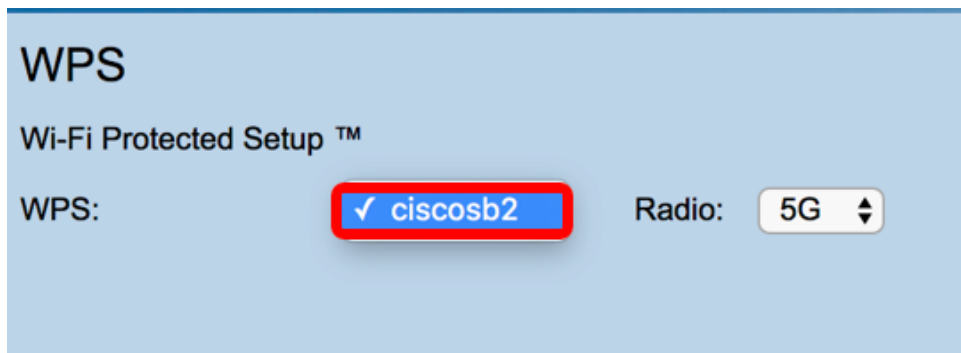 WPS
Wi-Fi Protected Setup ™
WPS: ✓ ciscosb2 Radio: 5G